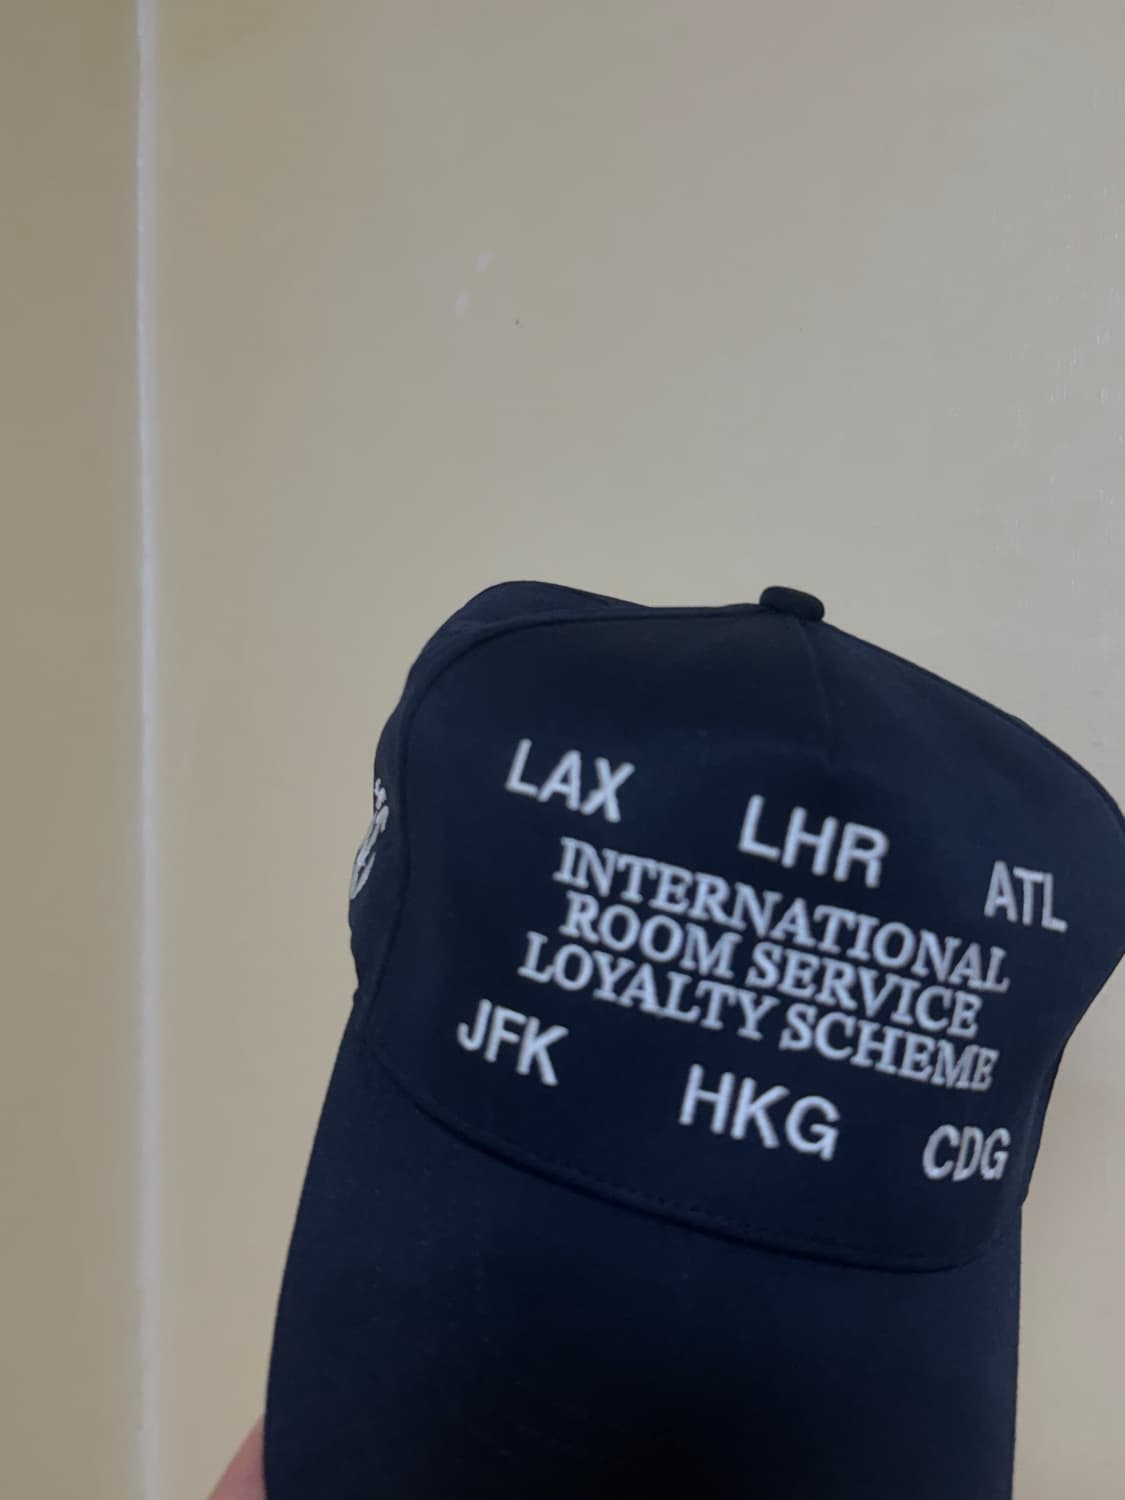 LAX LHR ATL
INTERNATIONAL
ROOM SERVICE
LOYALTY SCHEME
JFK HKG CDG